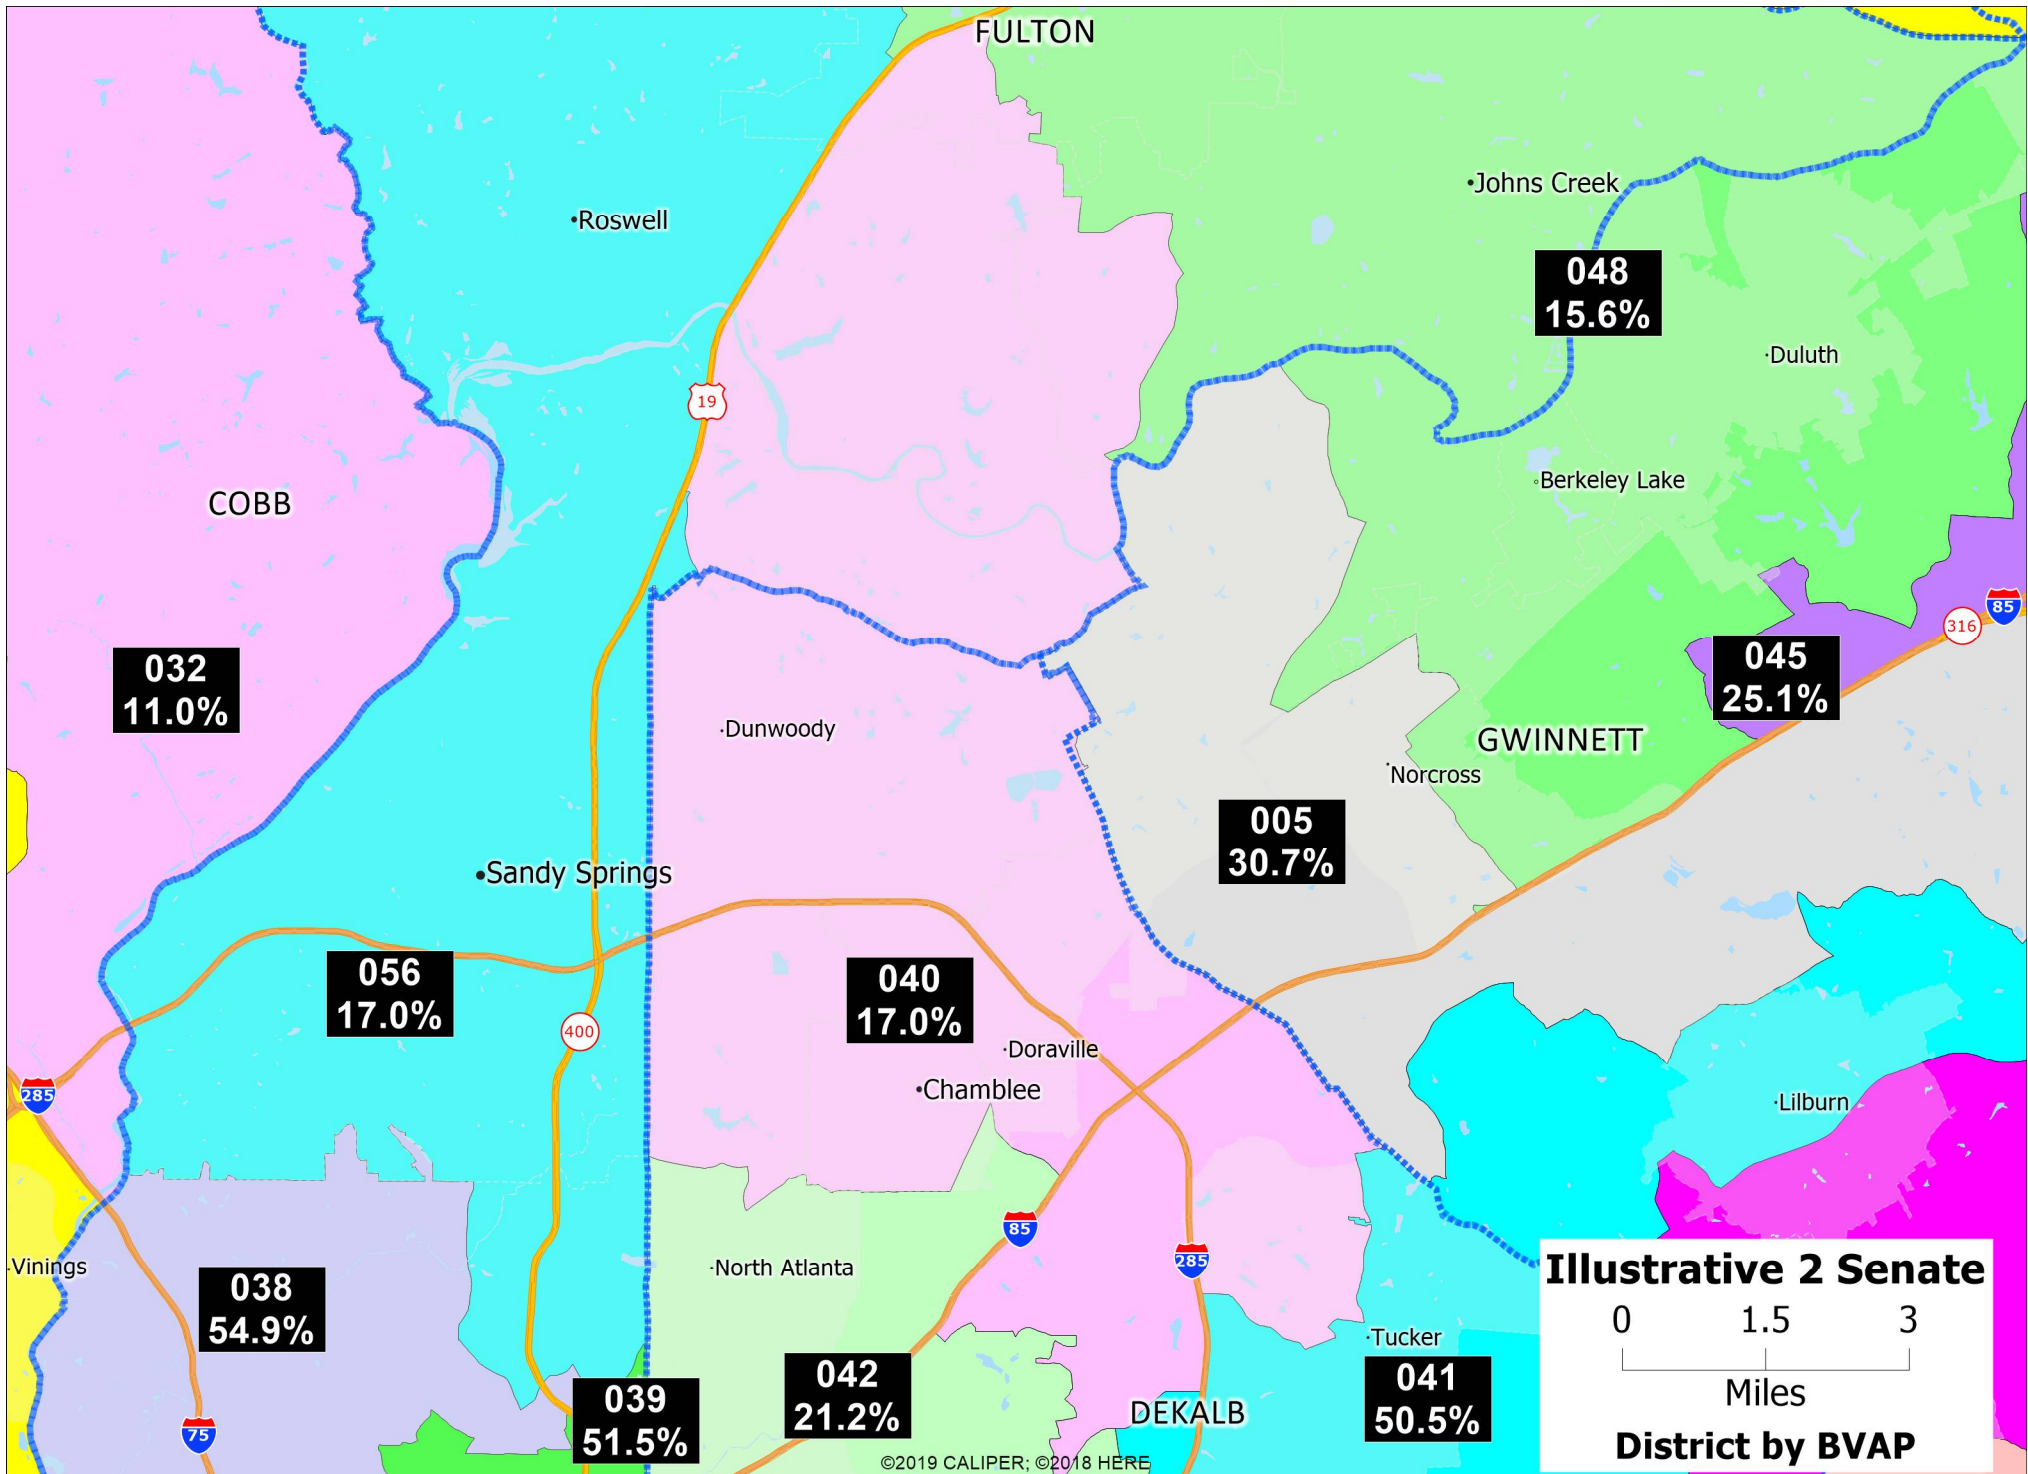 FULTON
Johns Creek
Roswell
048
15.6%
Duluth
19
Berkeley Lake
COBB
85
316
032
11.0%
045
25.1%
Dunwoody
GWINNETT
Norcross
005
30.7%
Sandy Springs
056
17.0%
040
17.0%
400
Doraville
Chamble​e
285
Lilburn
85
285
Vinings
North Atlanta
038
54.9%
Tucker
042
21.2%
041
50.5%
039
51.5%
DEKALB
75
Illustrative 2 Senate
0 1.5 3
Miles
District by BVAP
©2019 CALIPER; ©2018 HERE